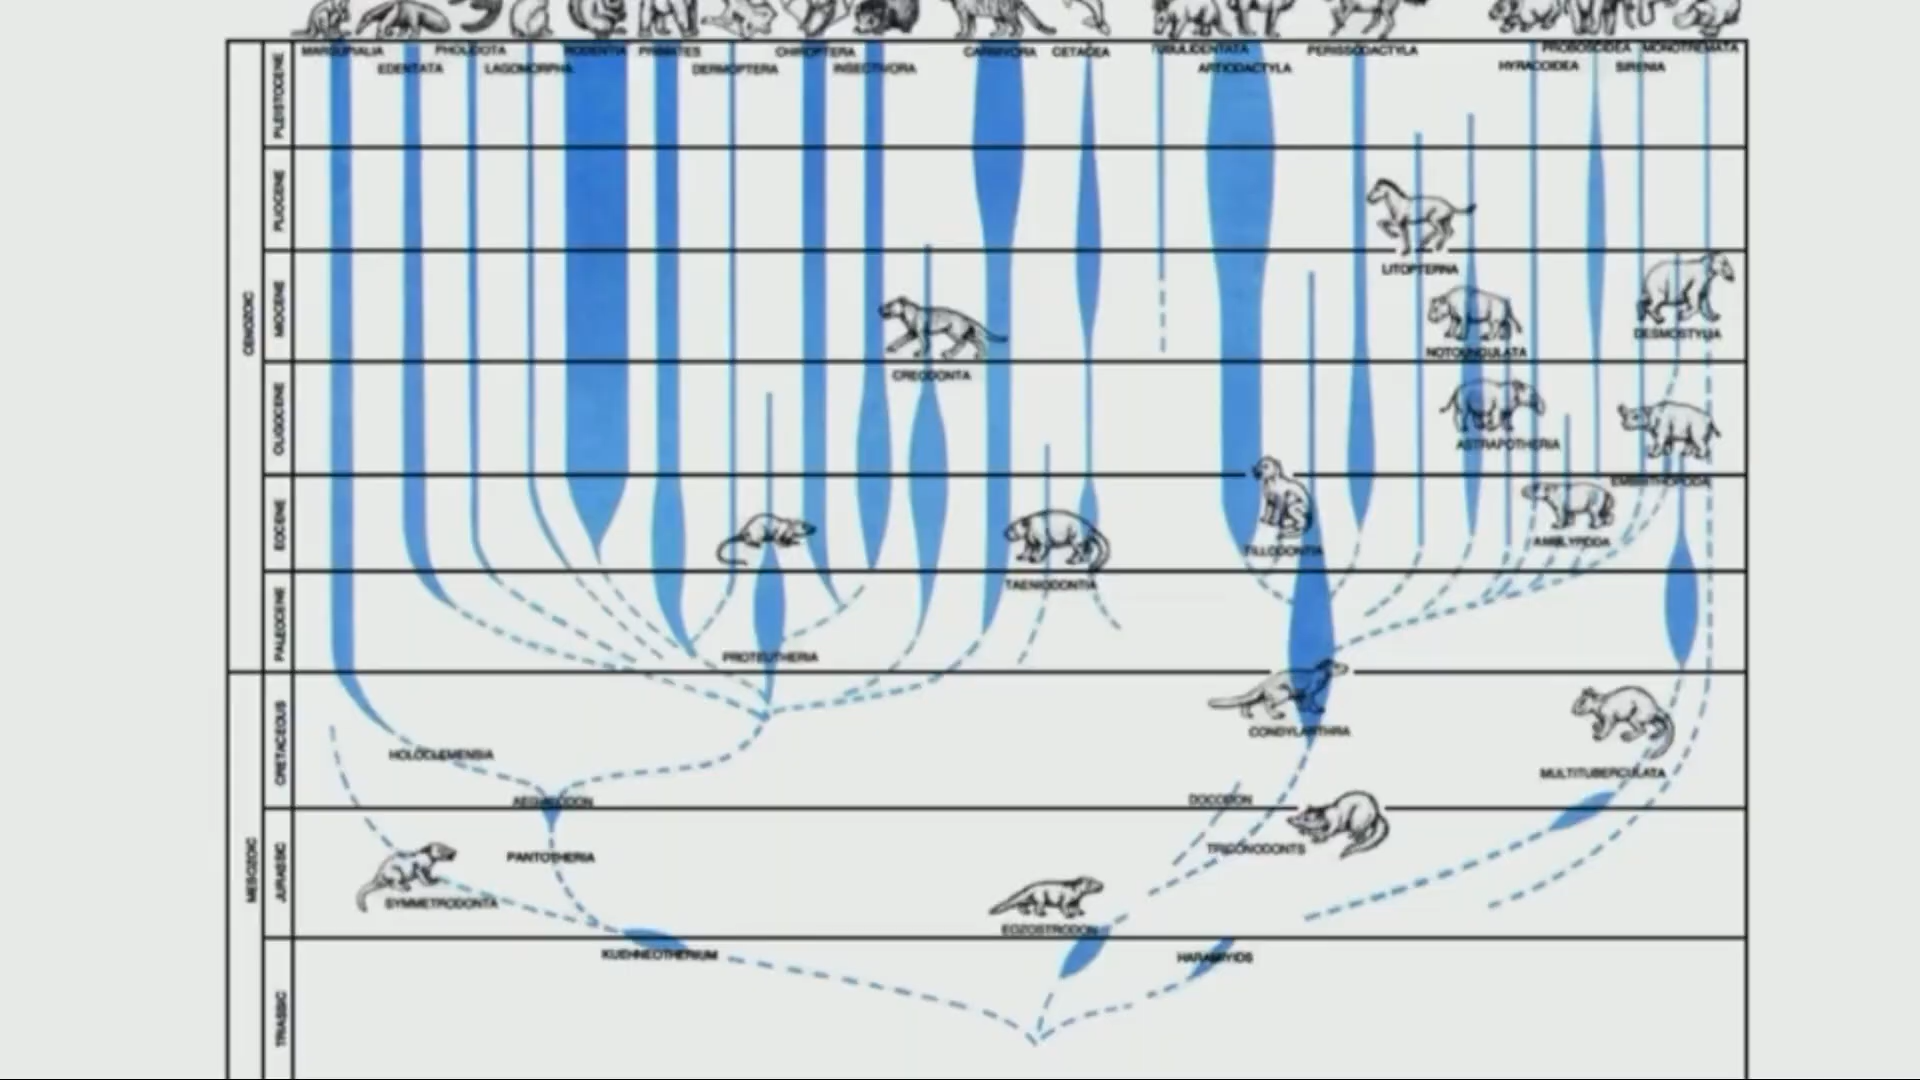 MARSUPIALIA
PHOLIDOTA
RODENTIA
PRIMATES
CHIROPTERA
CARNIVORA
CETACEA
TUBULIDENTATA
PERISSODACTYLA
PROBOSCIDEA
MONOTREMATA
EDENTATA
LAGOMORPHA
DERMOPTERA
INSECTIVORA
ARTIODACTYLA
HYRACOIDEA
SIRENIA
PLEISTOCENE
PLIOCENE
LITOPTERNA
CENOZOIC
MIOCENE
DESMOSTYLIA
NOTOUNGULATA
CREODONTA
OLIGOCENE
ASTRAPOTHERIA
EMBRITHOPODA
EOCENE
AMBLYPODA
TILLODONTIA
TAENIODONTIA
PALEOCENE
PROTEUTHERIA
CRETACEOUS
CONDYLARTHRA
HOLOCLEMENSIA
MULTITUBERCULATA
AEGIALODON
DOCODON
MESOZOIC
JURASSIC
TRICONODONTS
PANTOTHERIA
SYMMETRODONTA
EOZOSTRODON
KUEHNEOTHERIUM
HARAMIYIDS
TRIASSIC